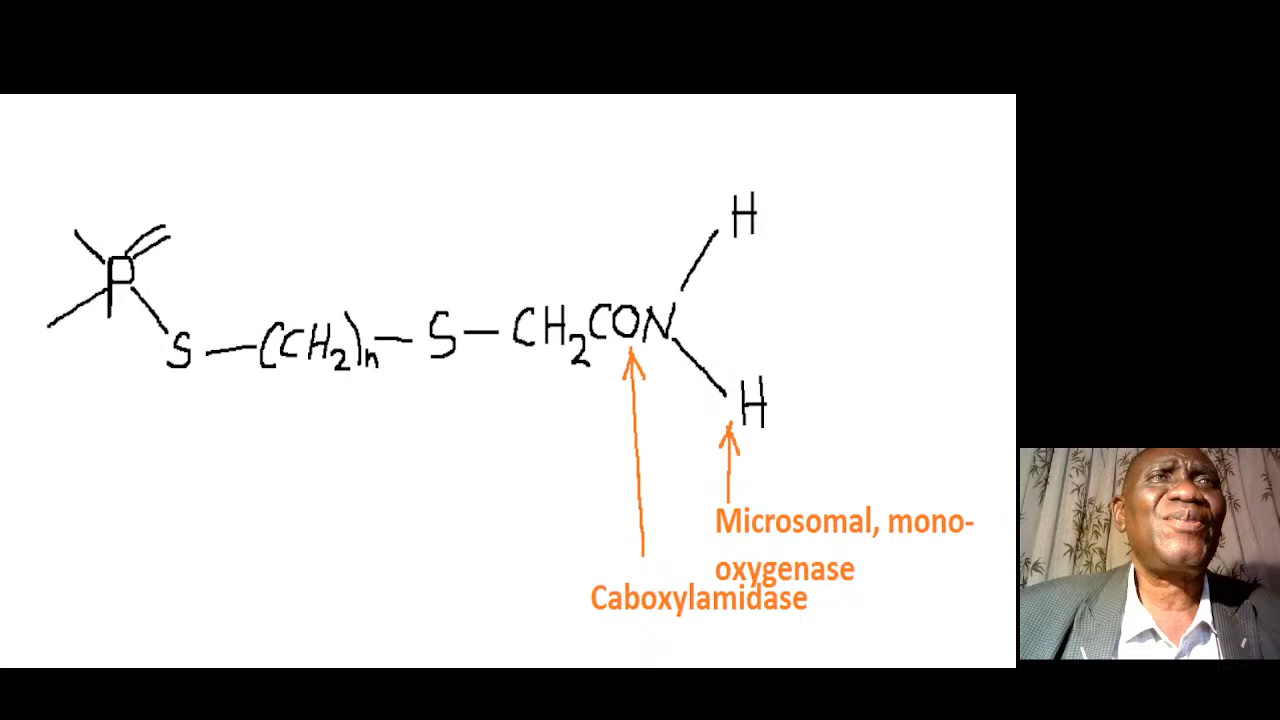 H
P
S—(CH₂)n—S—CH₂CON
H
Microsomal, mono-
oxygenase
Caboxylamidase